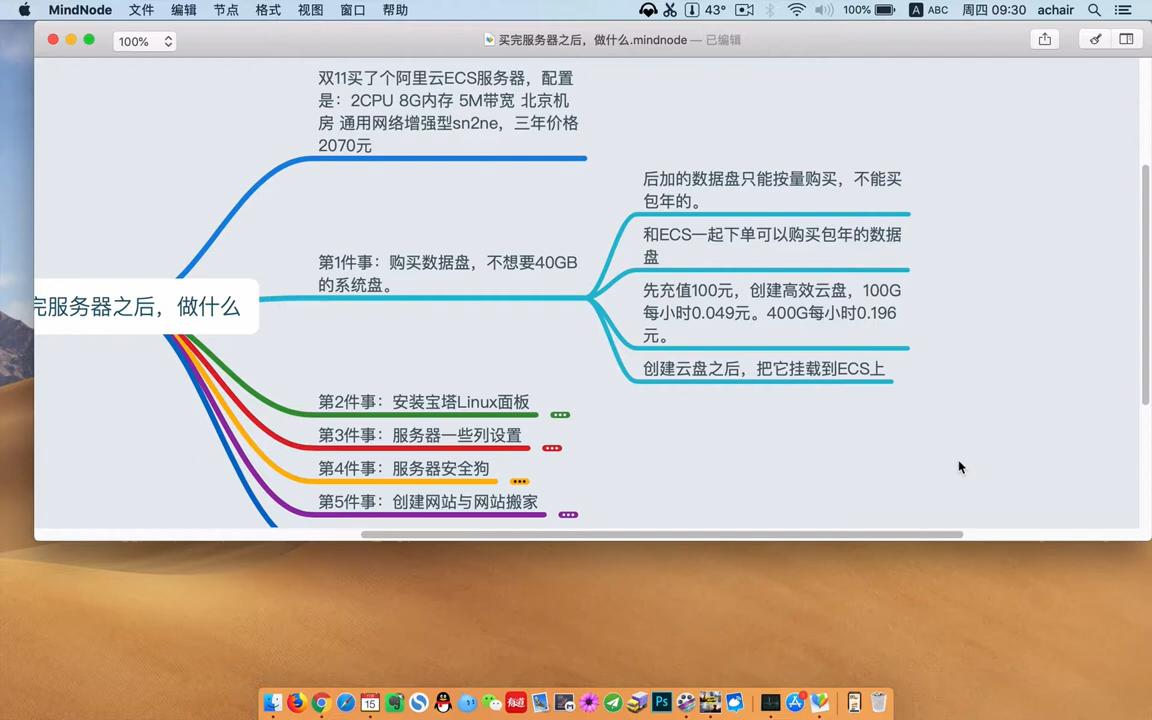 MindNode 文件 编辑 节点 格式 视图 窗口 帮助 43° 100% A ABC 周四 09:30 achair
100% 买完服务器之后，做什么.mindnode — 已编辑
双11买了个阿里云ECS服务器，配置
是：2CPU 8G内存 5M带宽 北京机
房 通用网络增强型sn2ne，三年价格
2070元
后加的数据盘只能按量购买，不能买
包年的。
和ECS一起下单可以购买包年的数据
盘
第1件事：购买数据盘，不想要40GB
的系统盘。
先充值100元，创建高效云盘，100G
每小时0.049元。400G每小时0.196
元。
创建云盘之后，把它挂载到ECS上
完服务器之后，做什么
第2件事：安装宝塔Linux面板
第3件事：服务器一些列设置
第4件事：服务器安全狗
第5件事：创建网站与网站搬家
15
有道
Ps